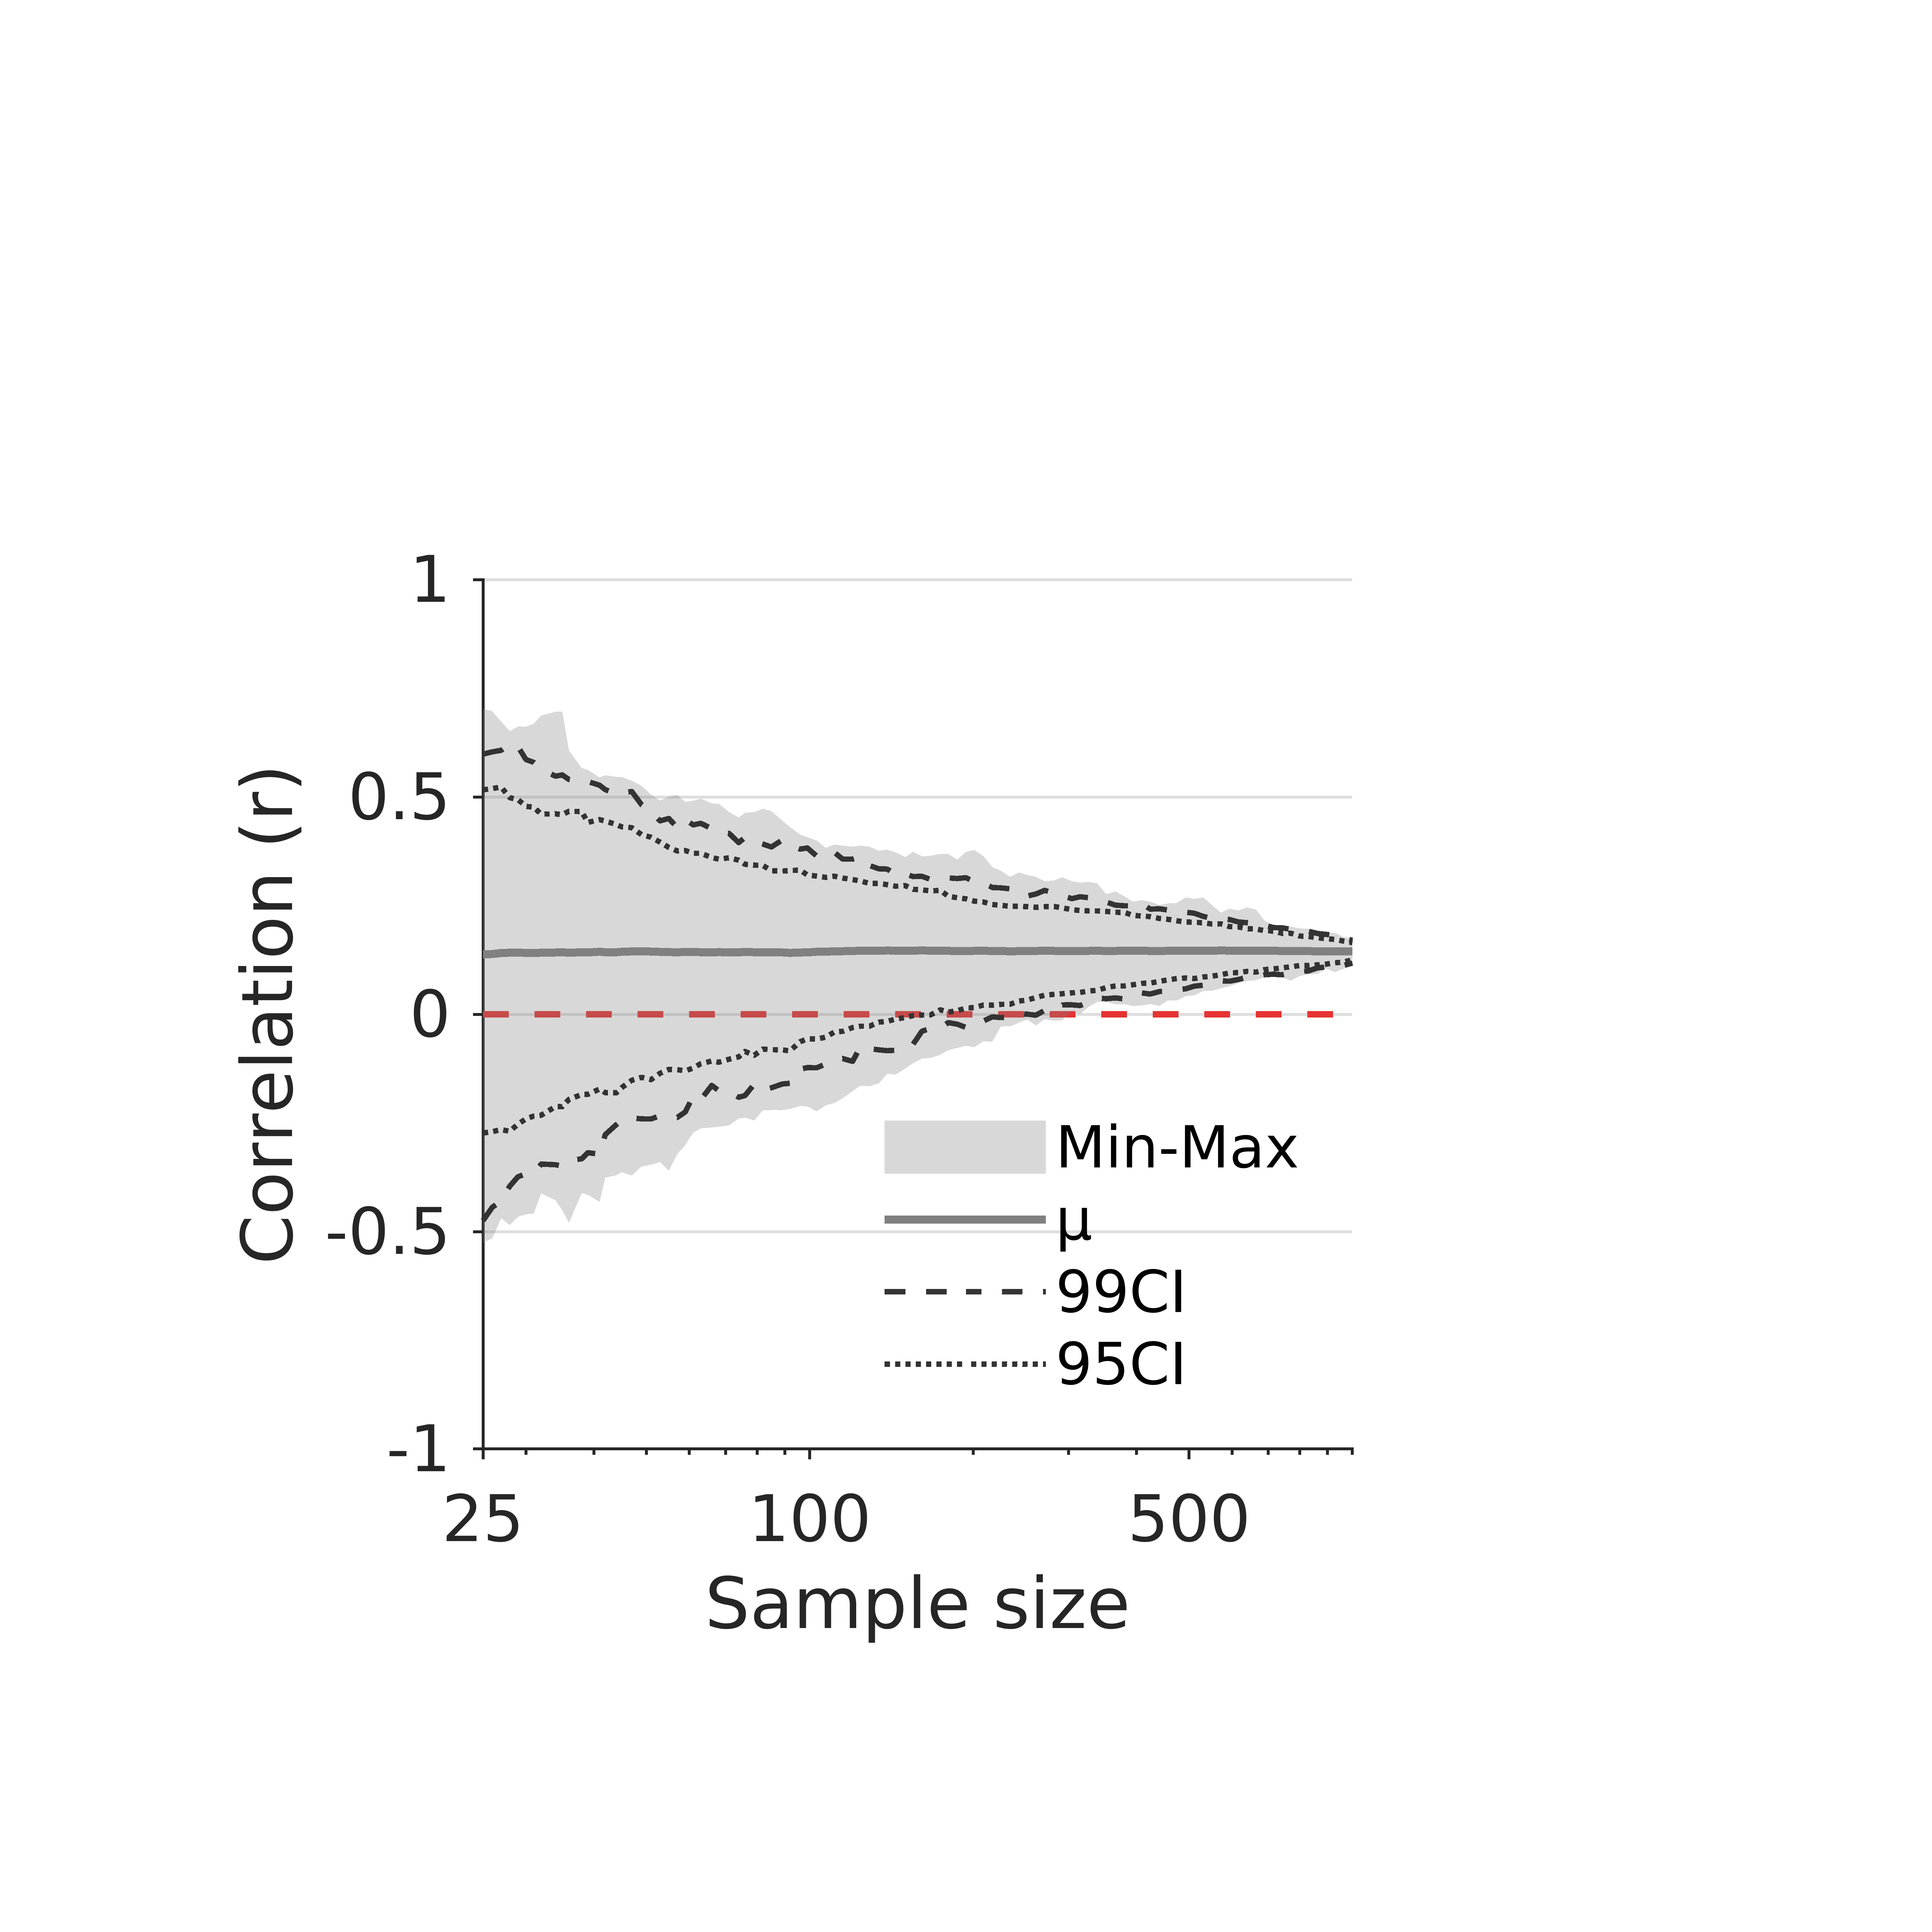 1
0.5
0
-0.5
-1
Correlation (r)
Min-Max
µ
99CI
95CI
25 100 500
Sample size